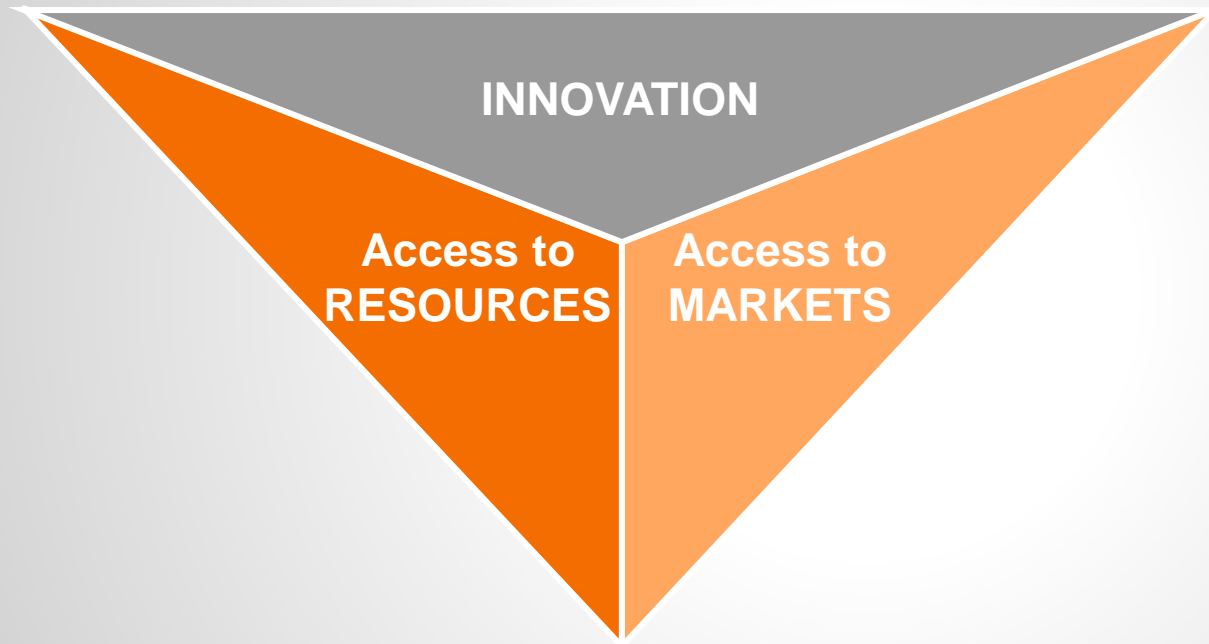 INNOVATION
Access to
RESOURCES
Access to
MARKETS